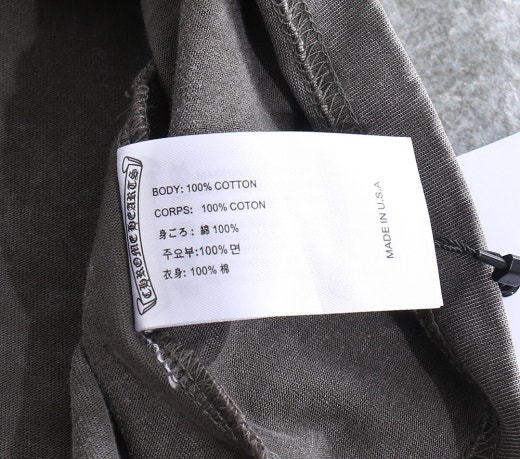 CHROME HEARTS
BODY: 100% COTTON
CORPS: 100% COTON
身ごろ: 綿 100%
주요부:100% 면
衣身: 100% 棉
MADE IN U.S.A